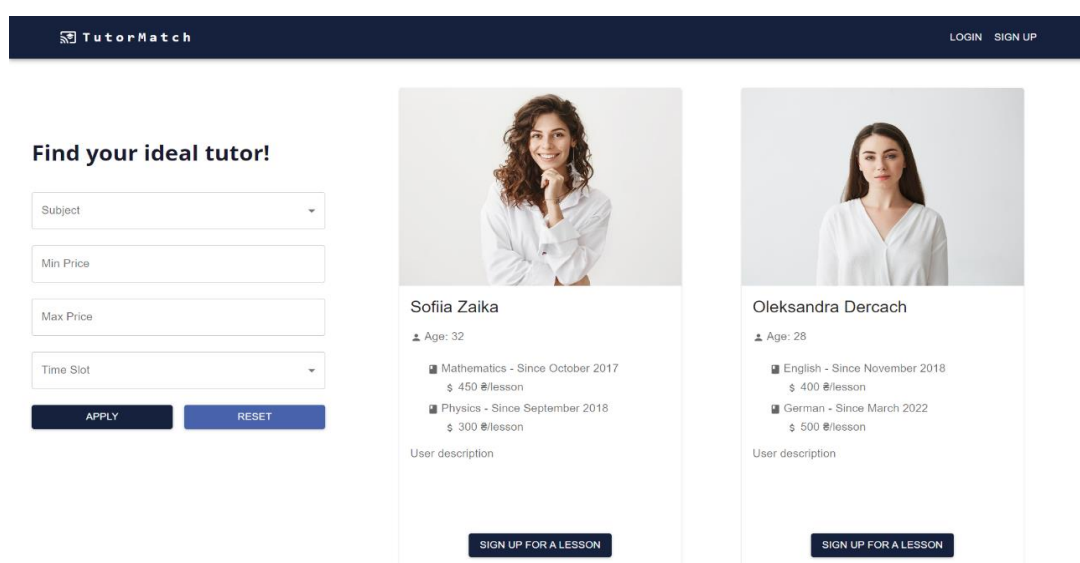 TutorMatch
LOGIN SIGN UP
Find your ideal tutor!
Subject
Min Price
Max Price
Time Slot
APPLY RESET
Sofiia Zaika
Age: 32
Mathematics - Since October 2017
$ 450 ₴/lesson
Physics - Since September 2018
$ 300 ₴/lesson
User description
SIGN UP FOR A LESSON
Oleksandra Dercach
Age: 28
English - Since November 2018
$ 400 ₴/lesson
German - Since March 2022
$ 500 ₴/lesson
User description
SIGN UP FOR A LESSON